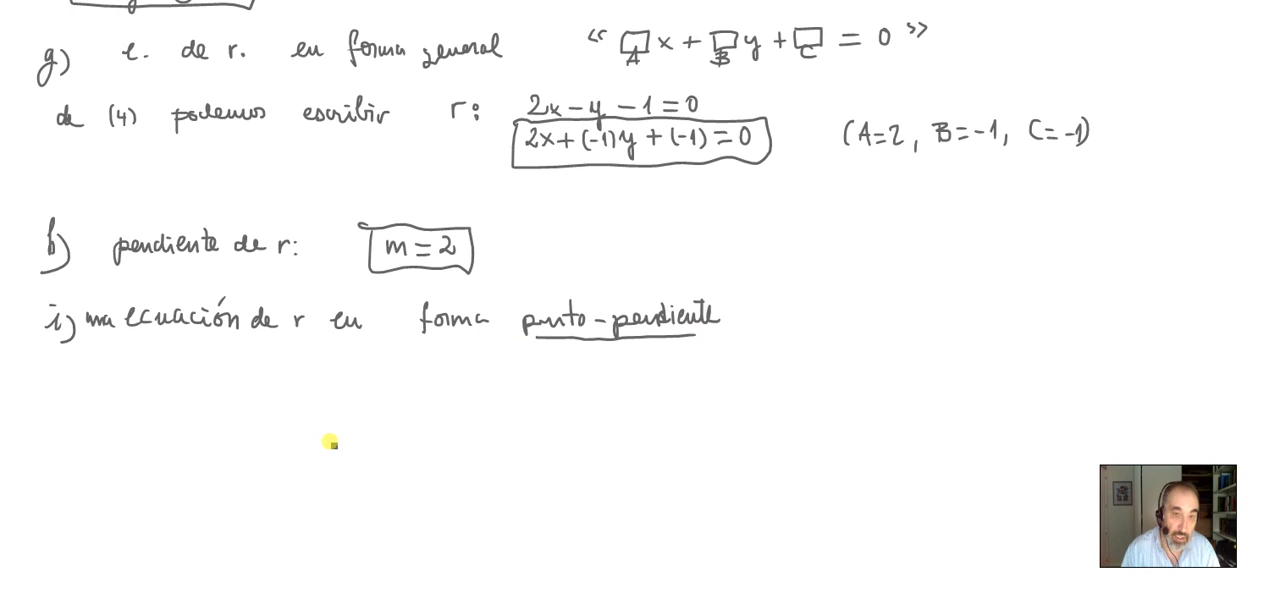 g) e. de r. en forma general « □x + □y + □ = 0 »
A B C
de (4) podemos escribir r: 2x - y - 1 = 0
2x + (-1)y + (-1) = 0 (A=2, B=-1, C=-1)
h) pendiente de r: m = 2
i) una ecuación de r en forma punto-pendiente